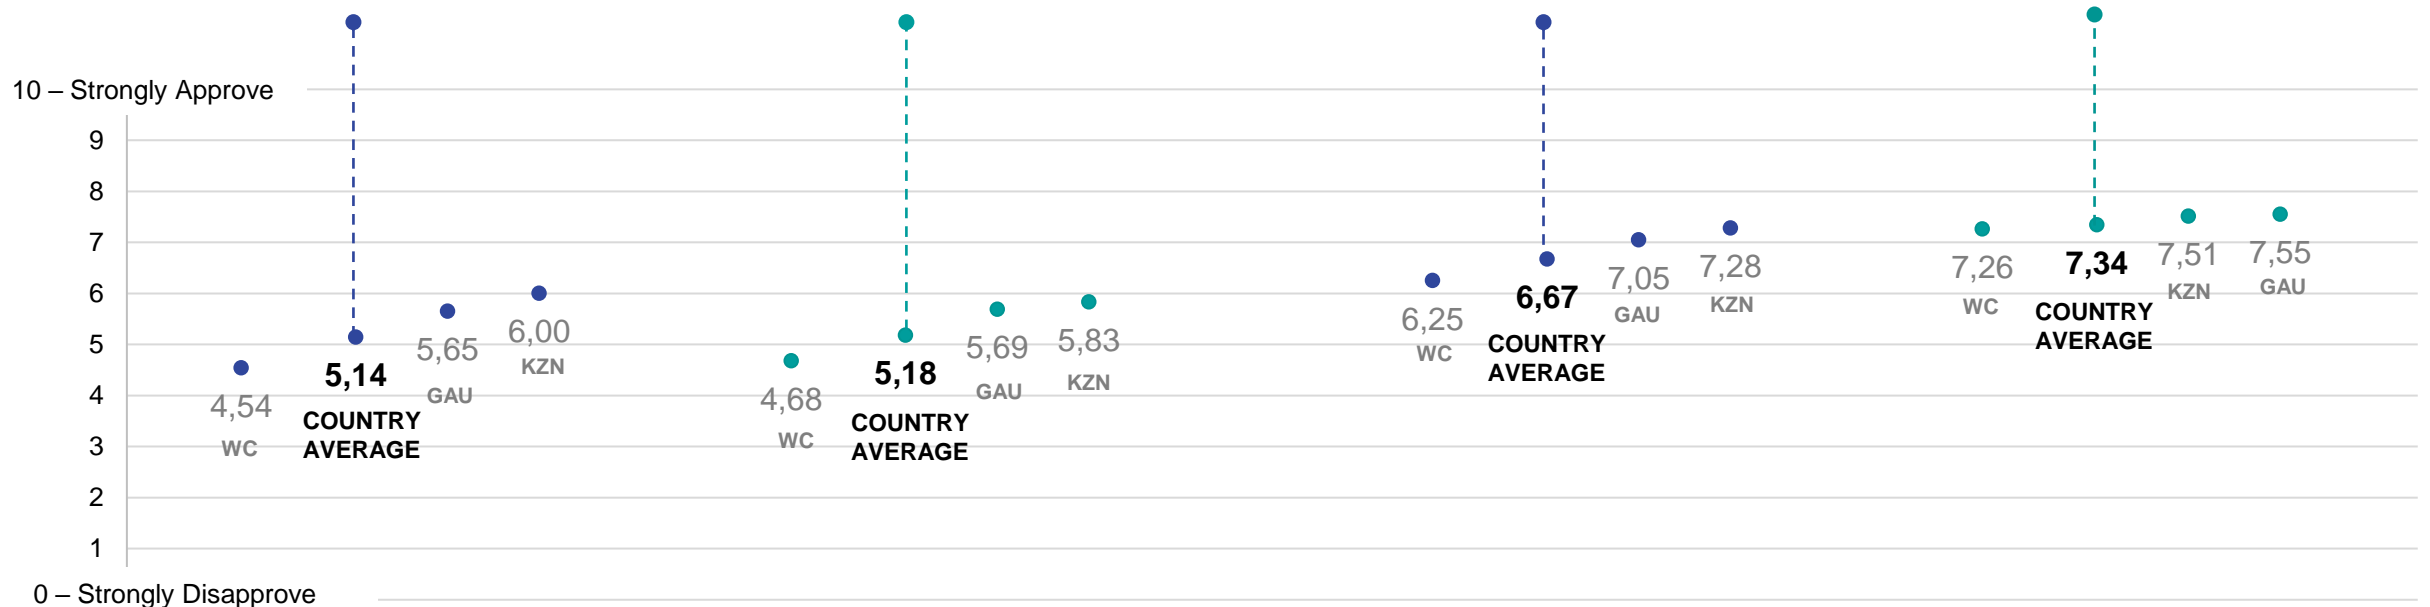 10 – Strongly Approve
9
8
7
6
5
4
3
2
1
0 – Strongly Disapprove
4,54
WC
5,14
COUNTRY
AVERAGE
5,65
GAU
6,00
KZN
4,68
WC
5,18
COUNTRY
AVERAGE
5,69
GAU
5,83
KZN
6,25
WC
6,67
COUNTRY
AVERAGE
7,05
GAU
7,28
KZN
7,26
WC
7,34
COUNTRY
AVERAGE
7,51
KZN
7,55
GAU